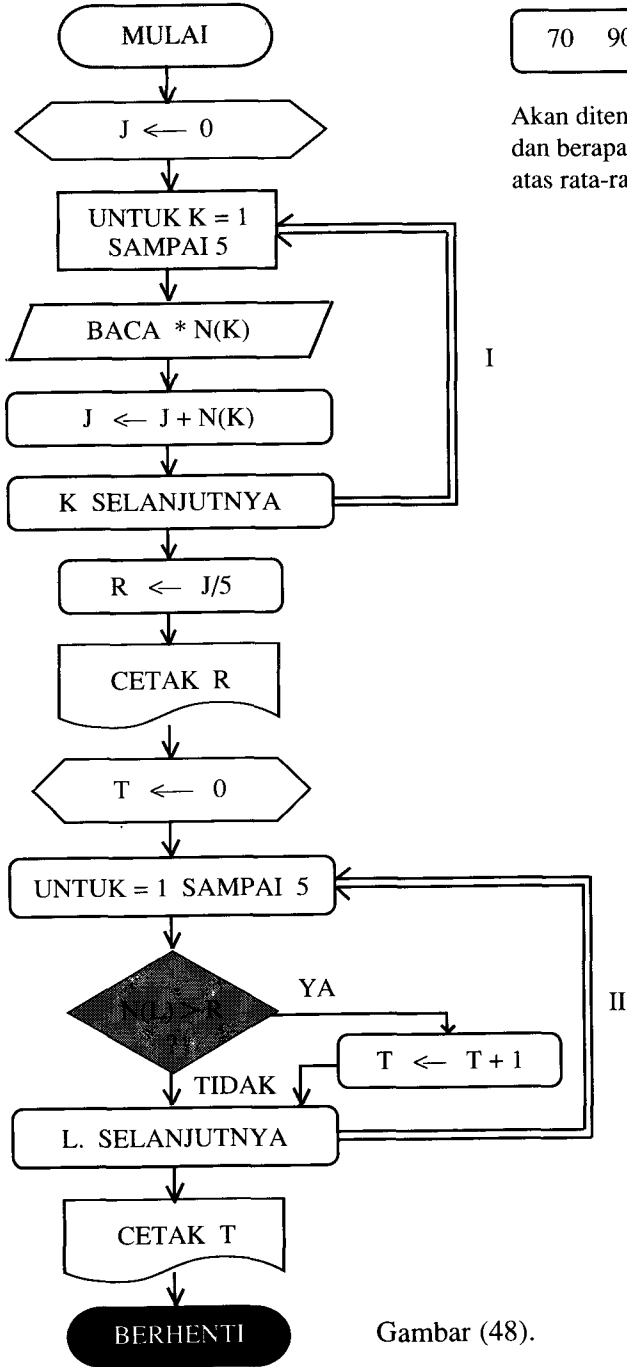 MULAI
70 90
J ← 0
Akan diten
dan berapa
atas rata-ra
UNTUK K = 1
SAMPAI 5
BACA * N(K)
I
J ← J + N(K)
K SELANJUTNYA
R ← J/5
CETAK R
T ← 0
UNTUK = 1 SAMPAI 5
N(L) > R
?
YA
II
T ← T + 1
TIDAK
L. SELANJUTNYA
CETAK T
BERHENTI
Gambar (48).